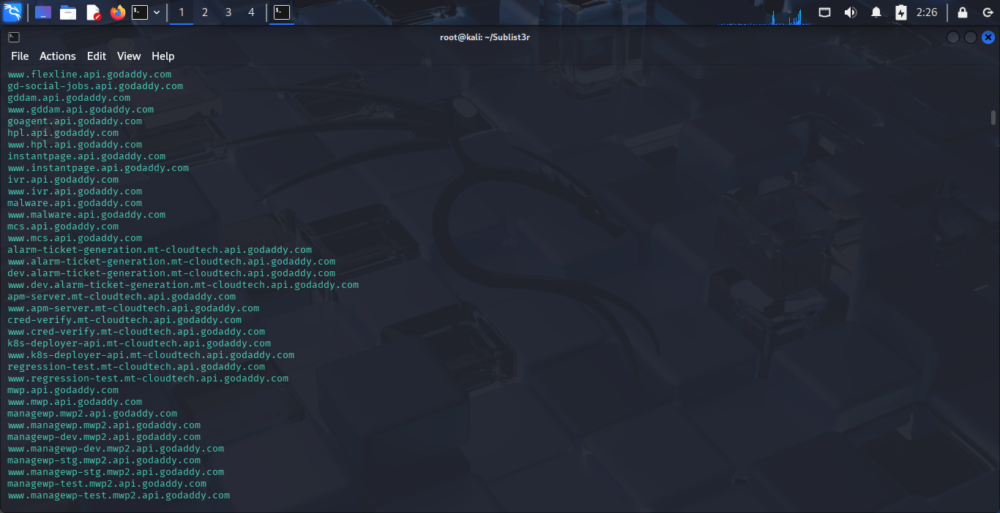 1 2 3 4 2:26
root@kali: ~/Sublist3r
File Actions Edit View Help
www.flexline.api.godaddy.com
gd-social-jobs.api.godaddy.com
gddam.api.godaddy.com
www.gddam.api.godaddy.com
goagent.api.godaddy.com
hpl.api.godaddy.com
www.hpl.api.godaddy.com
instantpage.api.godaddy.com
www.instantpage.api.godaddy.com
ivr.api.godaddy.com
www.ivr.api.godaddy.com
malware.api.godaddy.com
www.malware.api.godaddy.com
mcs.api.godaddy.com
www.mcs.api.godaddy.com
alarm-ticket-generation.mt-cloudtech.api.godaddy.com
www.alarm-ticket-generation.mt-cloudtech.api.godaddy.com
dev.alarm-ticket-generation.mt-cloudtech.api.godaddy.com
www.dev.alarm-ticket-generation.mt-cloudtech.api.godaddy.com
apm-server.mt-cloudtech.api.godaddy.com
www.apm-server.mt-cloudtech.api.godaddy.com
cred-verify.mt-cloudtech.api.godaddy.com
www.cred-verify.mt-cloudtech.api.godaddy.com
k8s-deployer-api.mt-cloudtech.api.godaddy.com
www.k8s-deployer-api.mt-cloudtech.api.godaddy.com
regression-test.mt-cloudtech.api.godaddy.com
www.regression-test.mt-cloudtech.api.godaddy.com
mwp.api.godaddy.com
www.mwp.api.godaddy.com
managewp.mwp2.api.godaddy.com
www.managewp.mwp2.api.godaddy.com
managewp-dev.mwp2.api.godaddy.com
www.managewp-dev.mwp2.api.godaddy.com
managewp-stg.mwp2.api.godaddy.com
www.managewp-stg.mwp2.api.godaddy.com
managewp-test.mwp2.api.godaddy.com
www.managewp-test.mwp2.api.godaddy.com